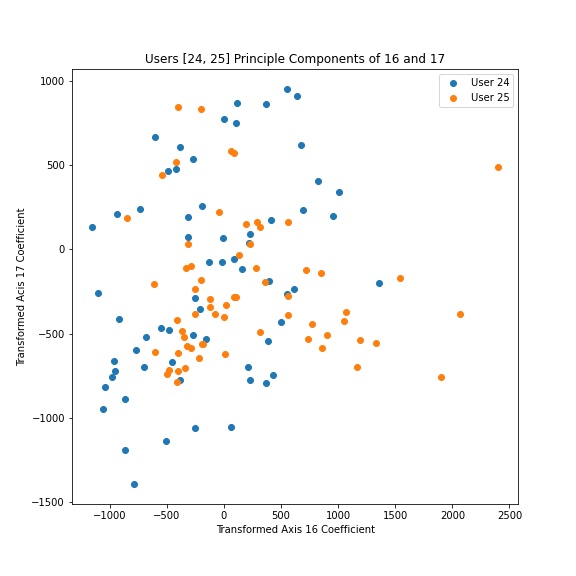 Users [24, 25] Principle Components of 16 and 17
User 24
User 25
1000
500
0
−500
−1000
−1500
Transformed Acis 17 Coefficient
−1000 −500 0 500 1000 1500 2000 2500
Transformed Axis 16 Coefficient